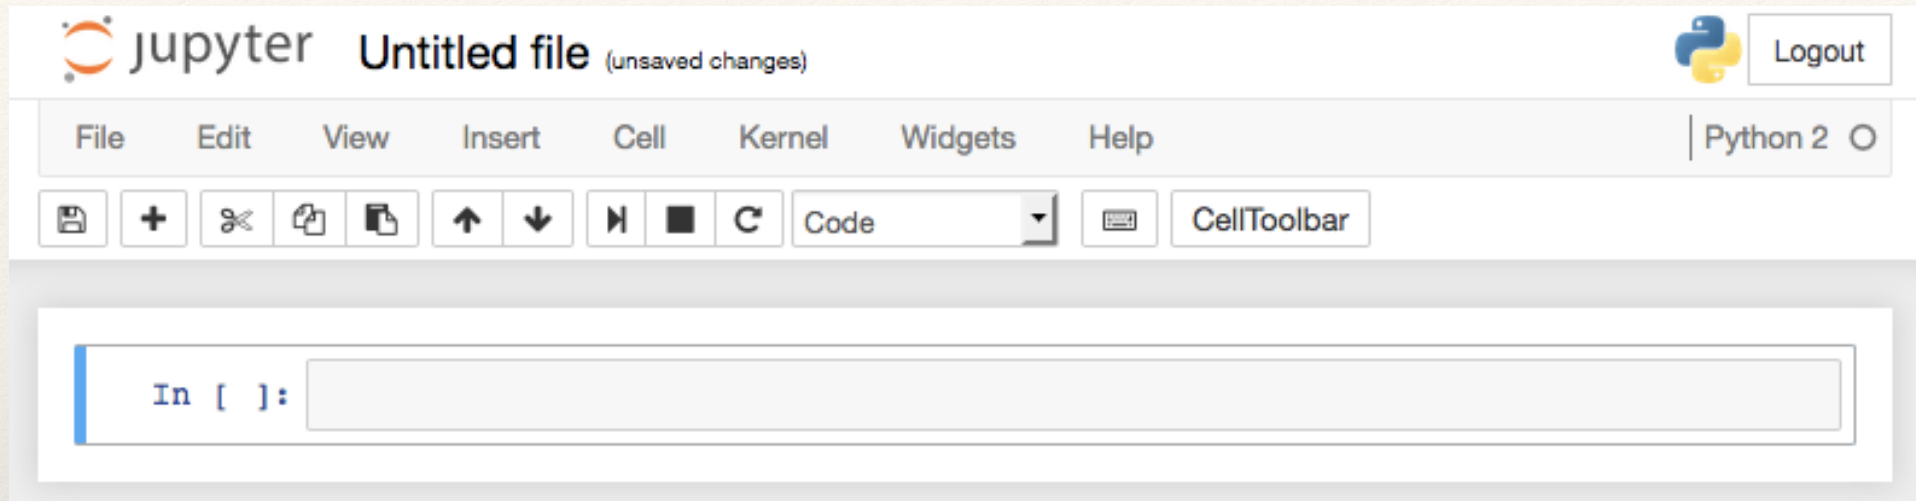 jupyter Untitled file (unsaved changes) Logout
File Edit View Insert Cell Kernel Widgets Help Python 2
Code CellToolbar
In [ ]: